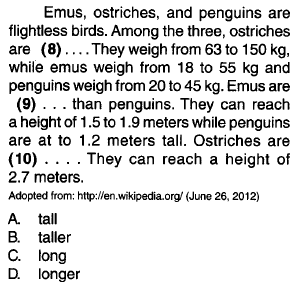 Emus, ostriches, and penguins are
flightless birds. Among the three, ostriches
are (8) .... They weigh from 63 to 150 kg,
while emus weigh from 18 to 55 kg and
penguins weigh from 20 to 45 kg. Emus are
(9) . . . than penguins. They can reach
a height of 1.5 to 1.9 meters while penguins
are at to 1.2 meters tall. Ostriches are
(10) . . . . They can reach a height of
2.7 meters.
Adopted from: http://en.wikipedia.org/ (June 26, 2012)
A. tall
B. taller
C. long
D. longer